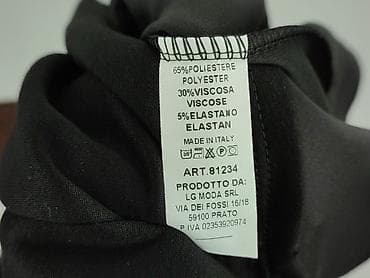 65%POLIESTERE
POLYESTER
30%VISCOSA
VISCOSE
5%ELASTANO
ELASTAN
MADE IN ITALY
ART.81234
PRODOTTO DA:
LG MODA SRL
VIA DEI FOSSI 16/18
59100 PRATO
P.IVA 02353920974